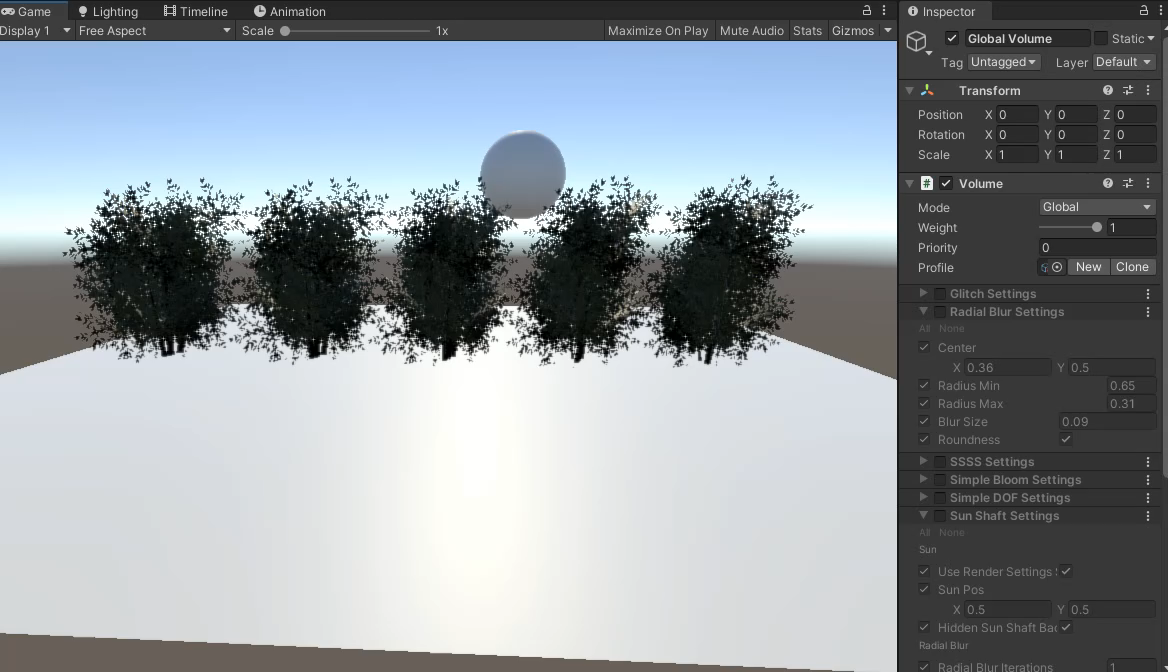 Game Lighting Timeline Animation
Display 1 Free Aspect Scale 1x Maximize On Play Mute Audio Stats Gizmos
Inspector
Global Volume Static
Tag Untagged Layer Default
Transform
Position X 0 Y 0 Z 0
Rotation X 0 Y 0 Z 0
Scale X 1 Y 1 Z 1
# Volume
Mode Global
Weight 1
Priority 0
Profile New Clone
Glitch Settings
Radial Blur Settings
All None
Center
X 0.36 Y 0.5
Radius Min 0.65
Radius Max 0.31
Blur Size 0.09
Roundness
SSSS Settings
Simple Bloom Settings
Simple DOF Settings
Sun Shaft Settings
All None
Sun
Use Render Settings
Sun Pos
X 0.5 Y 0.5
Hidden Sun Shaft Bac
Radial Blur
Radial Blur Iterations 1